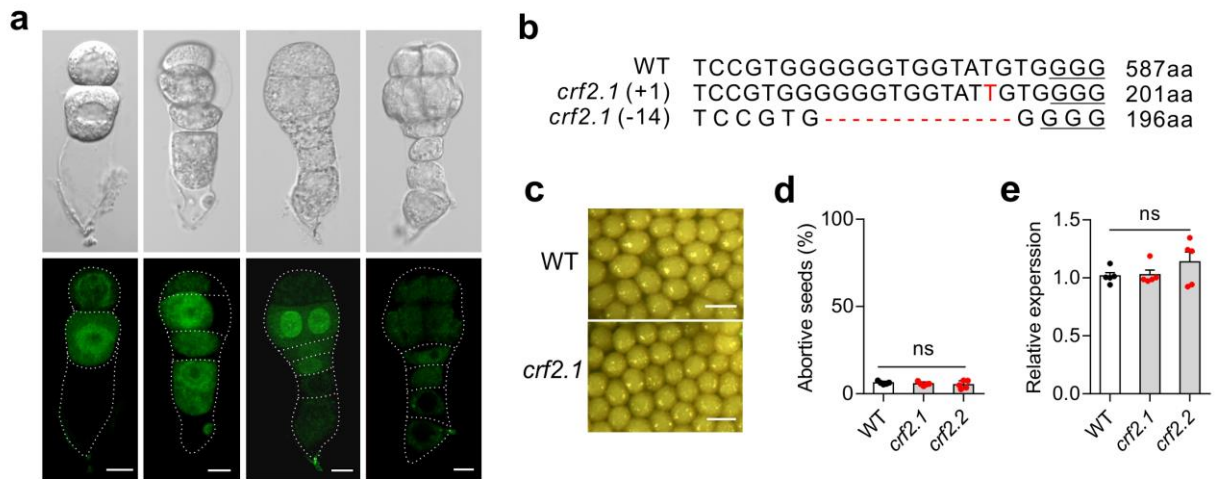 a
b
WT TCCGTGGGGGGTGGTATGTGGGG 587aa
crf2.1 (+1) TCCGTGGGGGGTGGTATTGTGGGG 201aa
crf2.1 (-14) TCCGTG--------------GGGG 196aa
c
WT
crf2.1
d
Abortive seeds (%)
100
50
0
ns
WT
crf2.1
crf2.2
e
Relative experssion
1.5
1.0
0.5
0.0
ns
WT
crf2.1
crf2.2